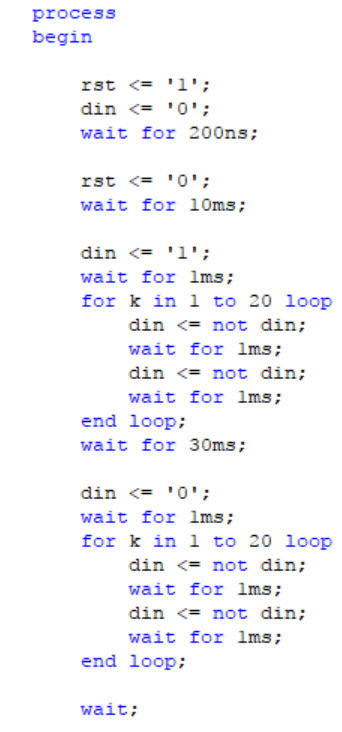 process
begin
rst <= '1';
din <= '0';
wait for 200ns;
rst <= '0';
wait for 10ms;
din <= '1';
wait for 1ms;
for k in 1 to 20 loop
din <= not din;
wait for 1ms;
din <= not din;
wait for 1ms;
end loop;
wait for 30ms;
din <= '0';
wait for 1ms;
for k in 1 to 20 loop
din <= not din;
wait for 1ms;
din <= not din;
wait for 1ms;
end loop;
wait;